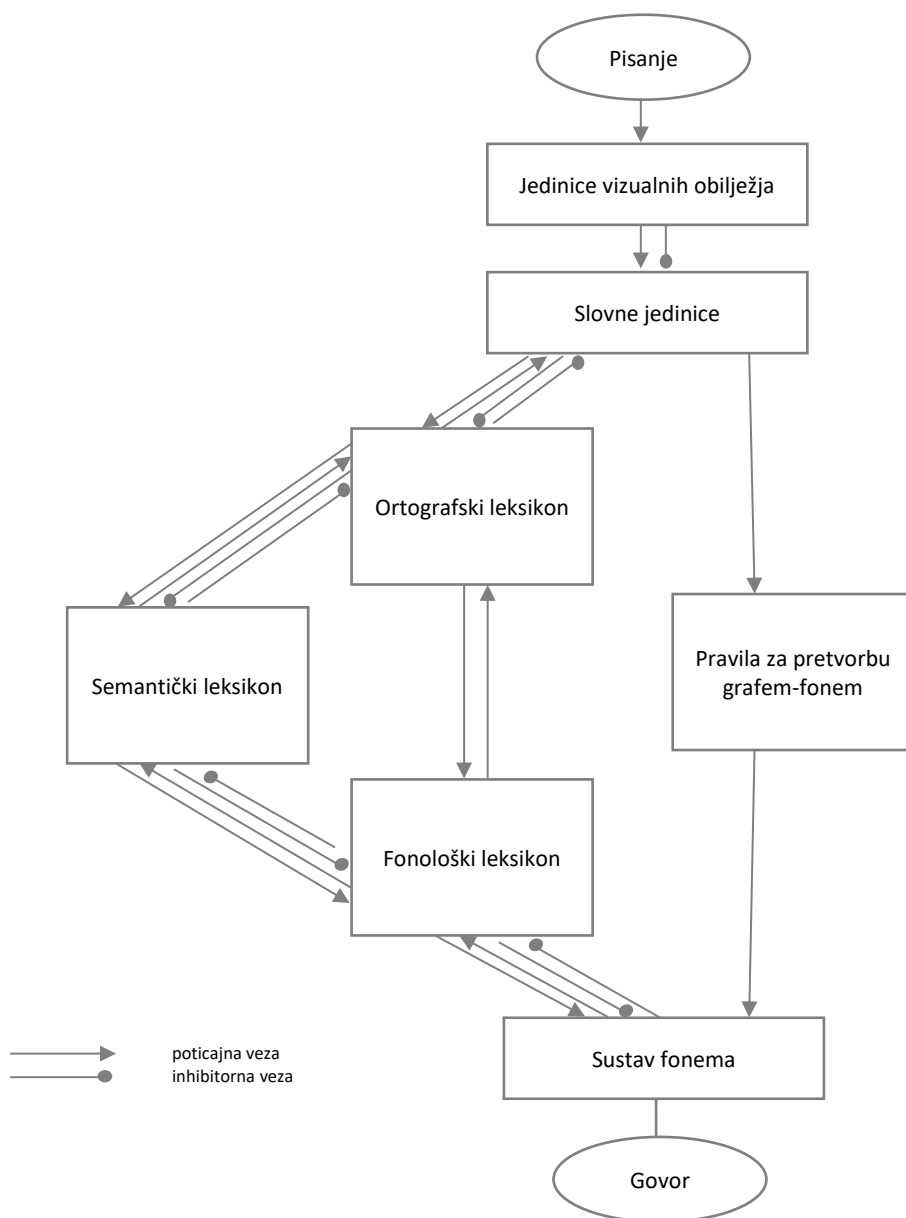 Pisanje
Jedinice vizualnih obilježja
Slovne jedinice
Ortografski leksikon
Semantički leksikon
Pravila za pretvorbu
grafem-fonem
Fonološki leksikon
Sustav fonema
poticajna veza
inhibitorna veza
Govor